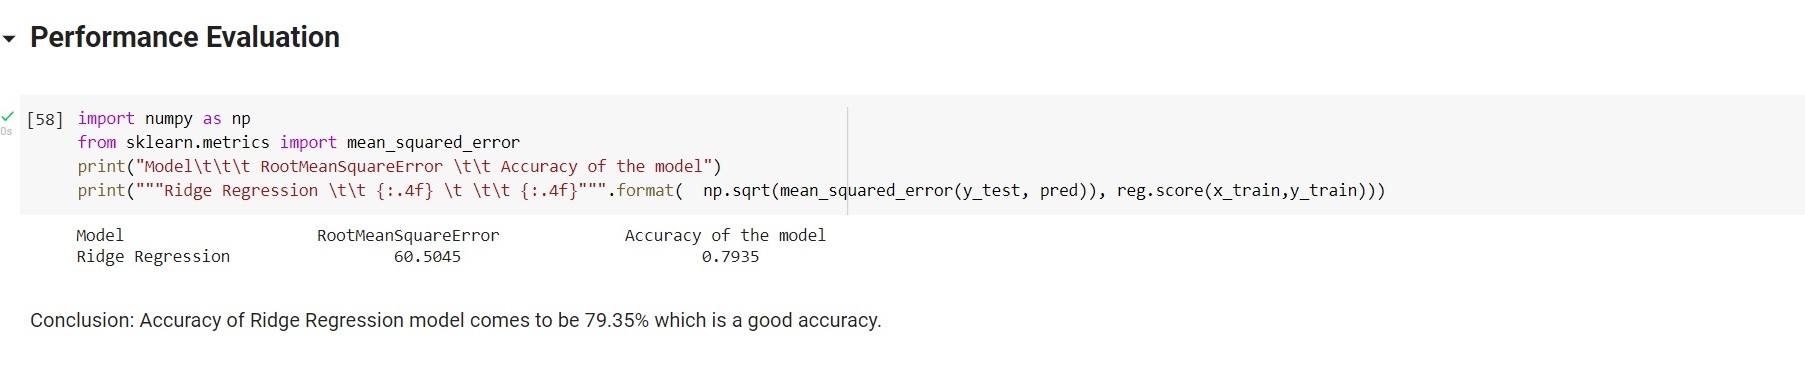 Performance Evaluation
[58] import numpy as np
0s
from sklearn.metrics import mean_squared_error
print("Model\t\t\t RootMeanSquareError \t\t Accuracy of the model")
print("""Ridge Regression \t\t {:.4f} \t \t\t {:.4f}""".format(  np.sqrt(mean_squared_error(y_test, pred)), reg.score(x_train,y_train)))
Model RootMeanSquareError Accuracy of the model
Ridge Regression 60.5045 0.7935
Conclusion: Accuracy of Ridge Regression model comes to be 79.35% which is a good accuracy.